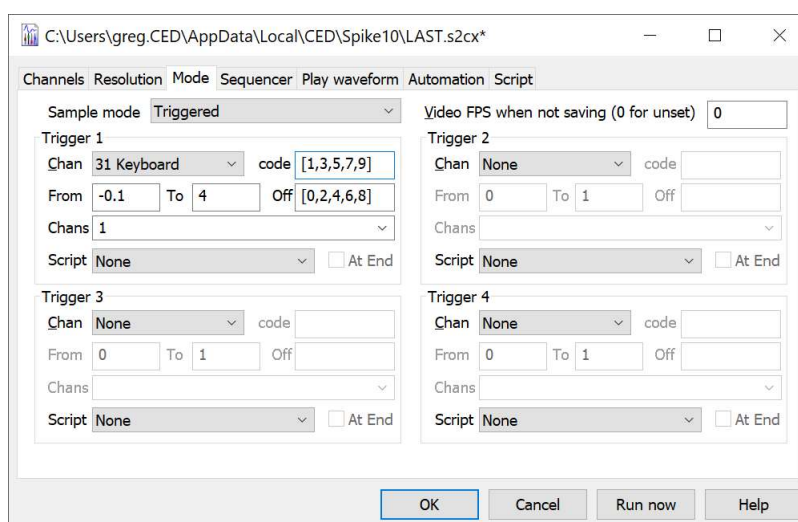 C:\Users\greg.CED\AppData\Local\CED\Spike10\LAST.s2cx*
Channels Resolution Mode Sequencer Play waveform Automation Script
Sample mode Triggered Video FPS when not saving (0 for unset) 0
Trigger 1
Chan 31 Keyboard code [1,3,5,7,9]
From -0.1 To 4 Off [0,2,4,6,8]
Chans 1
Script None At End
Trigger 2
Chan None code
From 0 To 1 Off
Chans
Script None At End
Trigger 3
Chan None code
From 0 To 1 Off
Chans
Script None At End
Trigger 4
Chan None code
From 0 To 1 Off
Chans
Script None At End
OK Cancel Run now Help